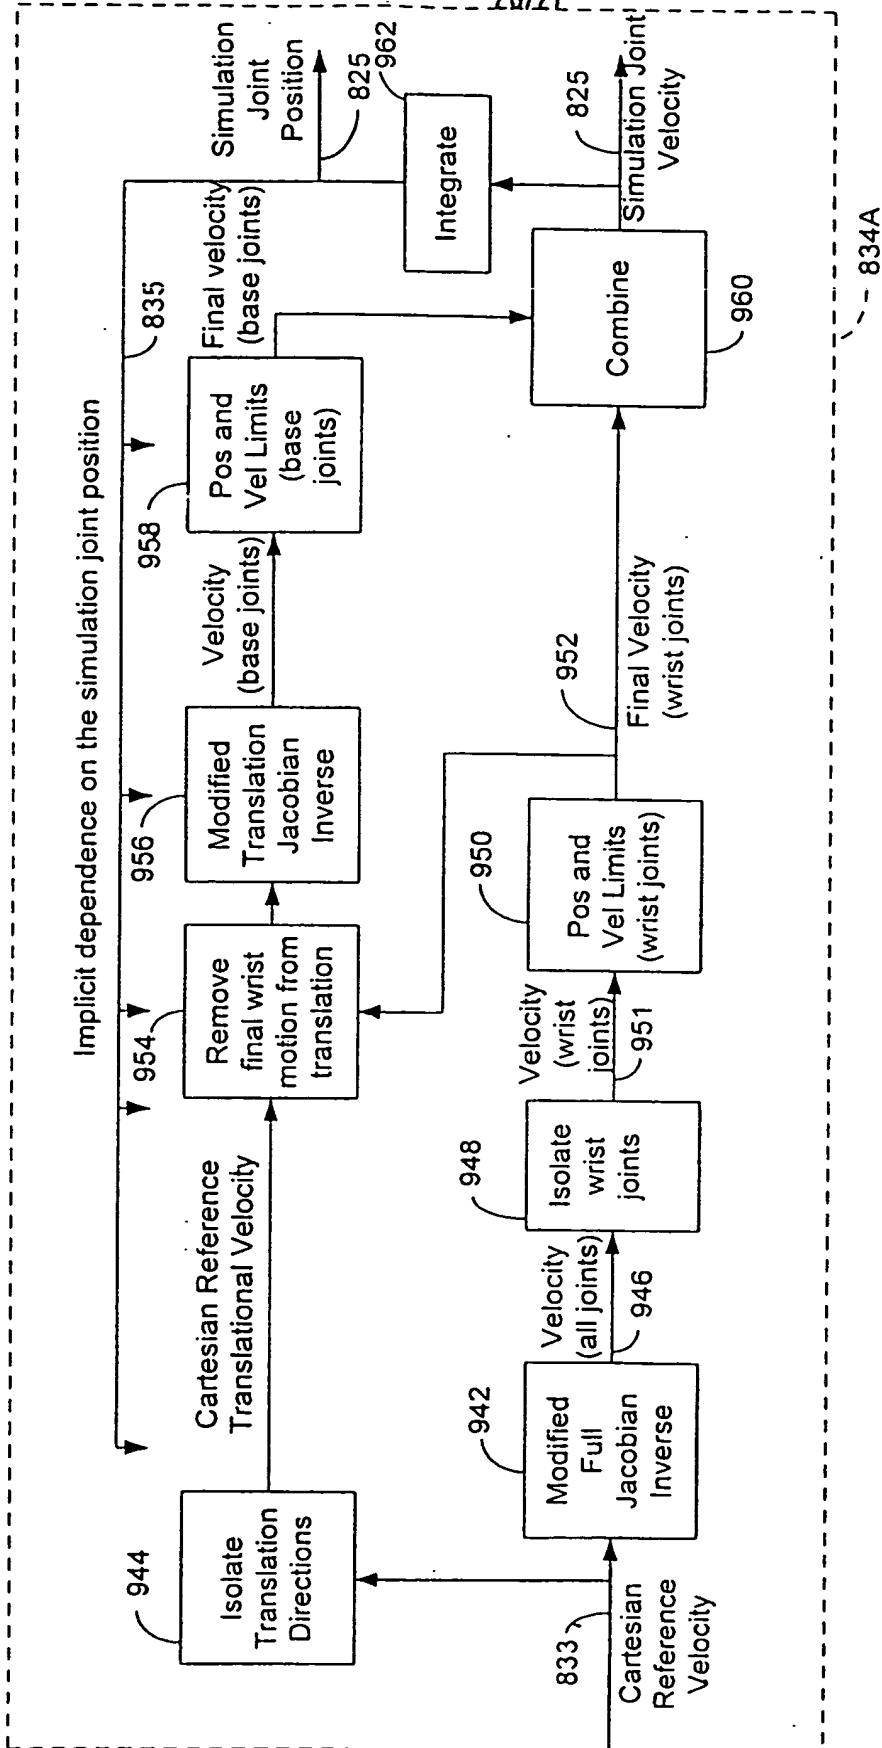 Implicit dependence on the simulation joint position
835
Simulation
Joint
Position
825
962
944
Isolate
Translation
Directions
Cartesian Reference
Translational Velocity
954
Remove
final wrist
motion from
translation
956
Modified
Translation
Jacobian
Inverse
Velocity
(base joints)
958
Pos and
Vel Limits
(base
joints)
Final velocity
(base joints)
Integrate
833
Cartesian
Reference
Velocity
942
Modified
Full
Jacobian
Inverse
Velocity
(all joints)
946
948
Isolate
wrist
joints
Velocity
(wrist
joints)
951
950
Pos and
Vel Limits
(wrist joints)
952
Final Velocity
(wrist joints)
Combine
960
825
Simulation Joint
Velocity
834A